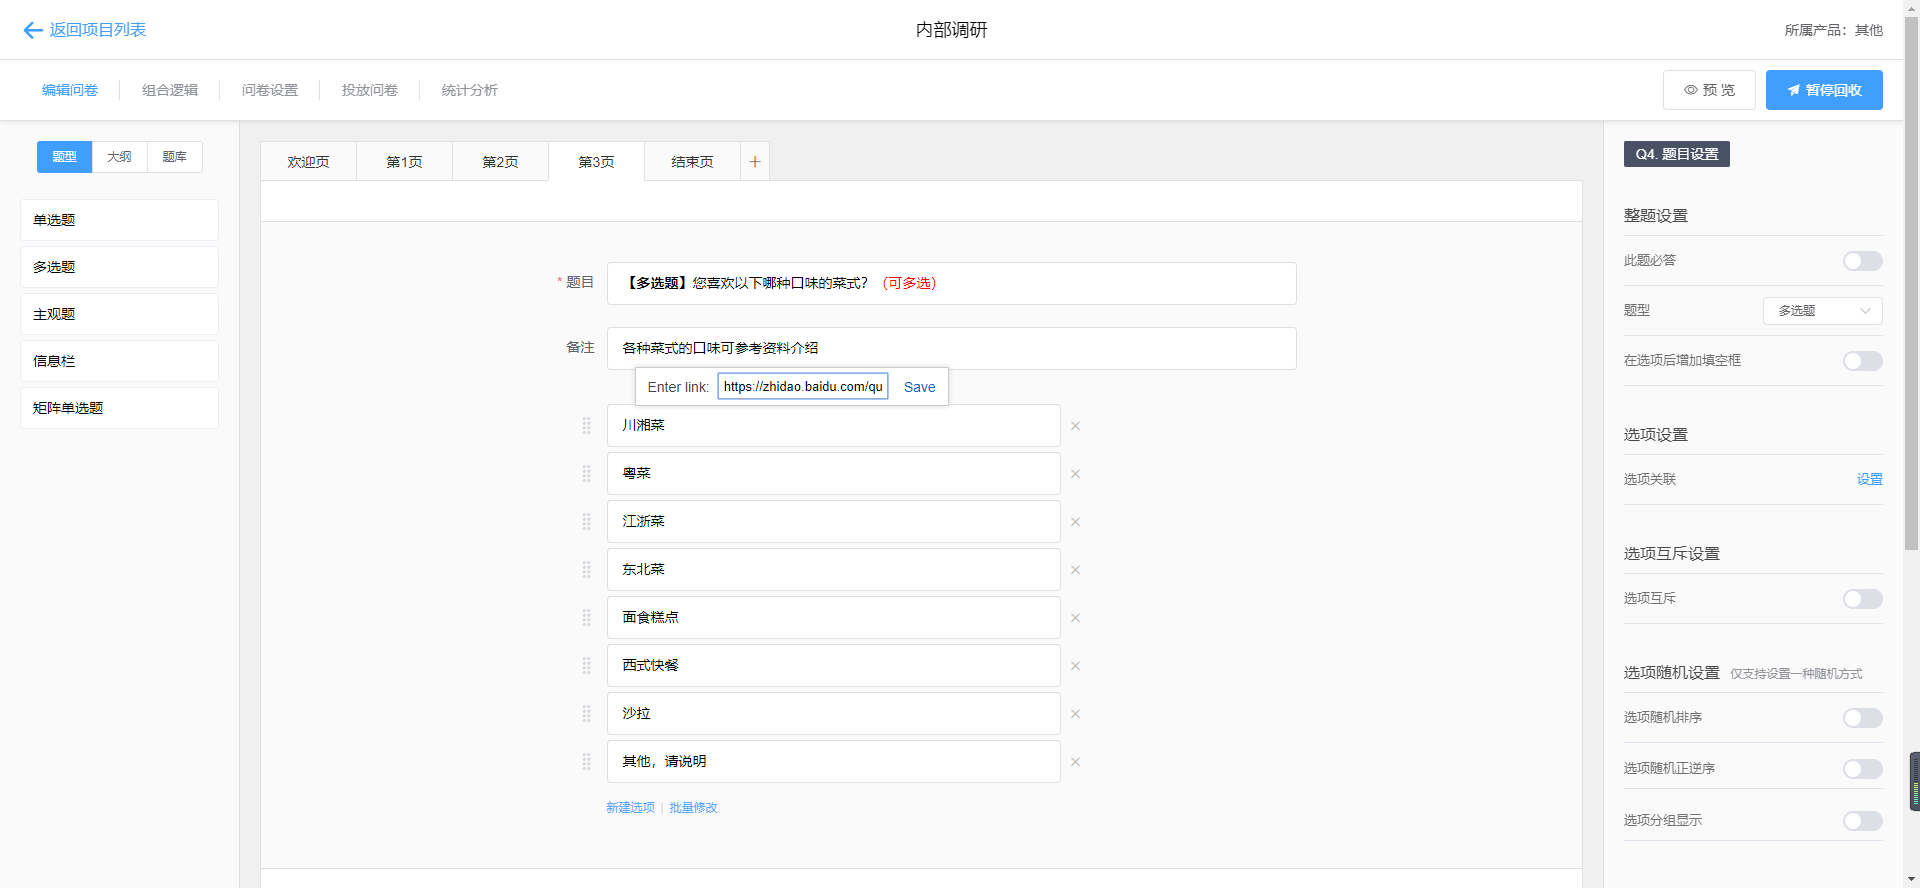 返回项目列表
内部调研
所属产品：其他
编辑问卷
组合逻辑
问卷设置
投放问卷
统计分析
预 览
暂停回收
题型
大纲
题库
单选题
多选题
主观题
信息栏
矩阵单选题
欢迎页
第1页
第2页
第3页
结束页
* 题目
【多选题】您喜欢以下哪种口味的菜式？（可多选）
备注
各种菜式的口味可参考资料介绍
Enter link: https://zhidao.baidu.com/qu Save
川湘菜
粤菜
江浙菜
东北菜
面食糕点
西式快餐
沙拉
其他，请说明
新建选项 | 批量修改
Q4. 题目设置
整题设置
此题必答
题型
多选题
在选项后增加填空框
选项设置
选项关联
设置
选项互斥设置
选项互斥
选项随机设置 仅支持设置一种随机方式
选项随机排序
选项随机正逆序
选项分组显示